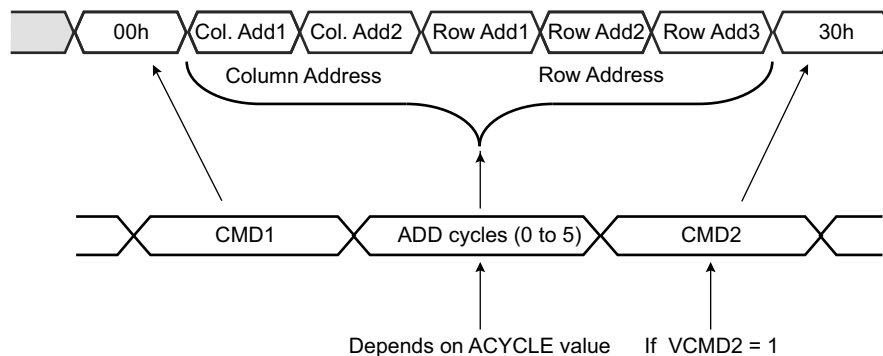 00h Col. Add1 Col. Add2 Row Add1 Row Add2 Row Add3 30h
Column Address Row Address
CMD1 ADD cycles (0 to 5) CMD2
Depends on ACYCLE value If VCMD2 = 1